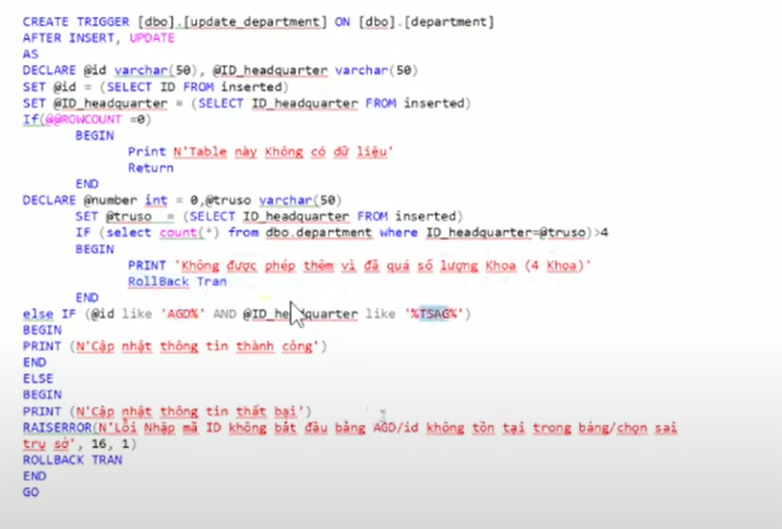 CREATE TRIGGER [dbo].[update_department] ON [dbo].[department]
AFTER INSERT, UPDATE
AS
DECLARE @id varchar(50), @ID_headquarter varchar(50)
SET @id = (SELECT ID FROM inserted)
SET @ID_headquarter = (SELECT ID_headquarter FROM inserted)
If(@@ROWCOUNT =0)
BEGIN
Print N'Table này Không có dữ liệu'
Return
END
DECLARE @number int = 0,@truso varchar(50)
SET @truso = (SELECT ID_headquarter FROM inserted)
IF (select count(*) from dbo.department where ID_headquarter=@truso)>4
BEGIN
PRINT 'Không được phép thêm vì đã quá số lượng Khoa (4 Khoa)'
RollBack Tran
END
else IF (@id like 'AGD%' AND @ID_headquarter like '%TSAG%')
BEGIN
PRINT (N'Cập nhật thông tin thành công')
END
ELSE
BEGIN
PRINT (N'Cập nhật thông tin thất bại')
RAISERROR(N'Lỗi Nhập mã ID không bắt đầu bằng AGD/id không tồn tại trong bảng/chọn sai
trụ sở', 16, 1)
ROLLBACK TRAN
END
GO